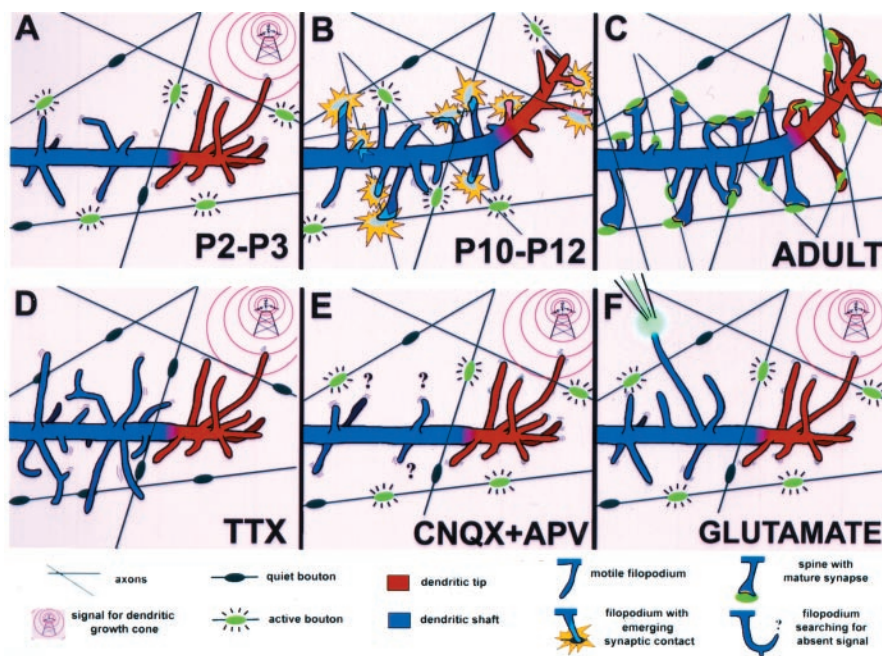 A
B
C
P2-P3
P10-P12
ADULT
D
E
F
?
?
?
TTX
CNQX+APV
GLUTAMATE
axons
quiet bouton
dendritic tip
motile filopodium
spine with
mature synapse
signal for dendritic
growth cone
active bouton
dendritic shaft
filopodium with
emerging
synaptic contact
?
filopodium
searching for
absent signal